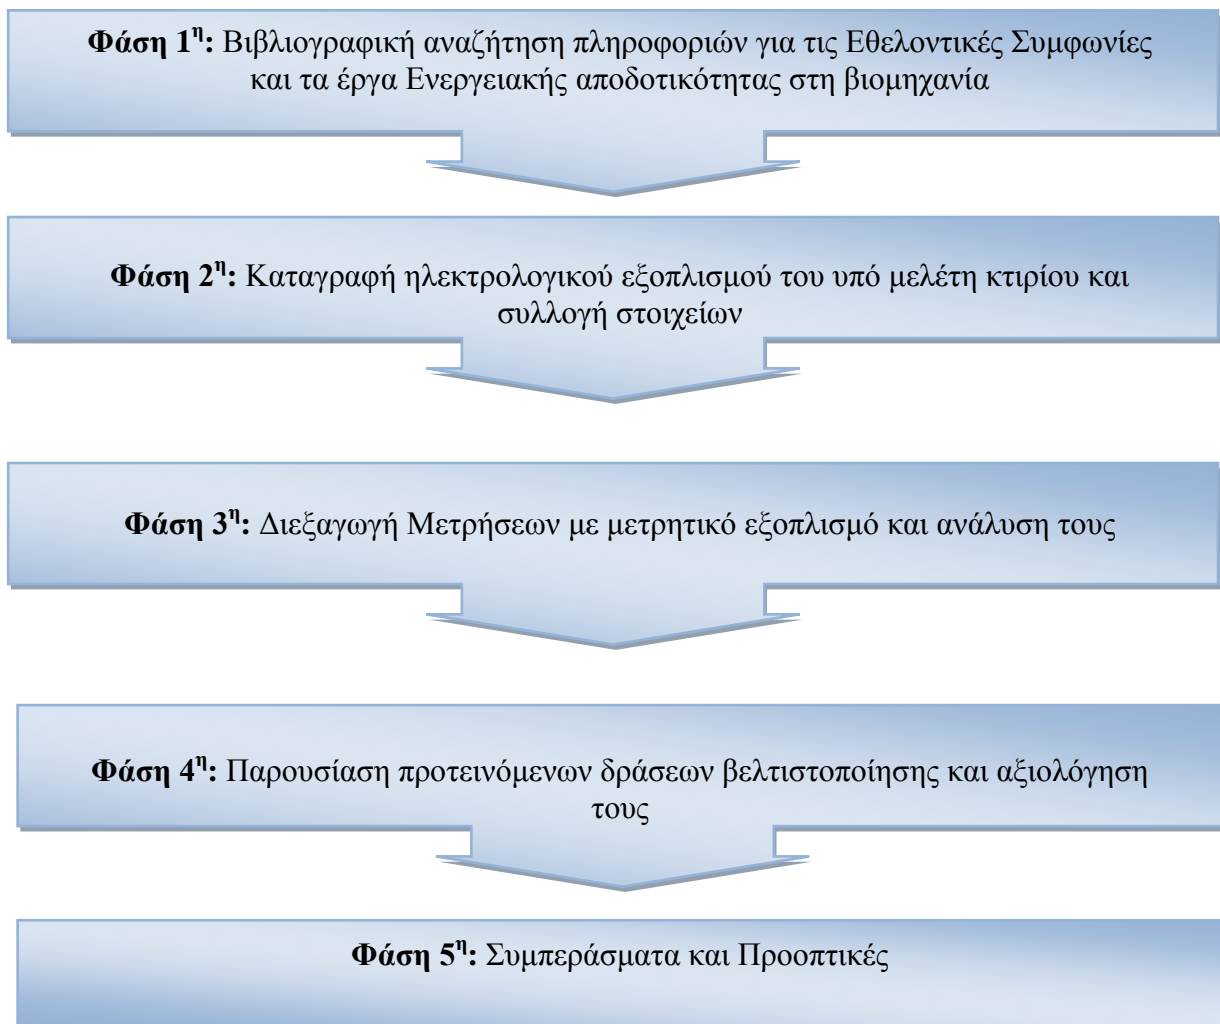 Φάση 1η: Βιβλιογραφική αναζήτηση πληροφοριών για τις Εθελοντικές Συμφωνίες
και τα έργα Ενεργειακής αποδοτικότητας στη βιομηχανία
Φάση 2η: Καταγραφή ηλεκτρολογικού εξοπλισμού του υπό μελέτη κτιρίου και
συλλογή στοιχείων
Φάση 3η: Διεξαγωγή Μετρήσεων με μετρητικό εξοπλισμό και ανάλυση τους
Φάση 4η: Παρουσίαση προτεινόμενων δράσεων βελτιστοποίησης και αξιολόγηση
τους
Φάση 5η: Συμπεράσματα και Προοπτικές